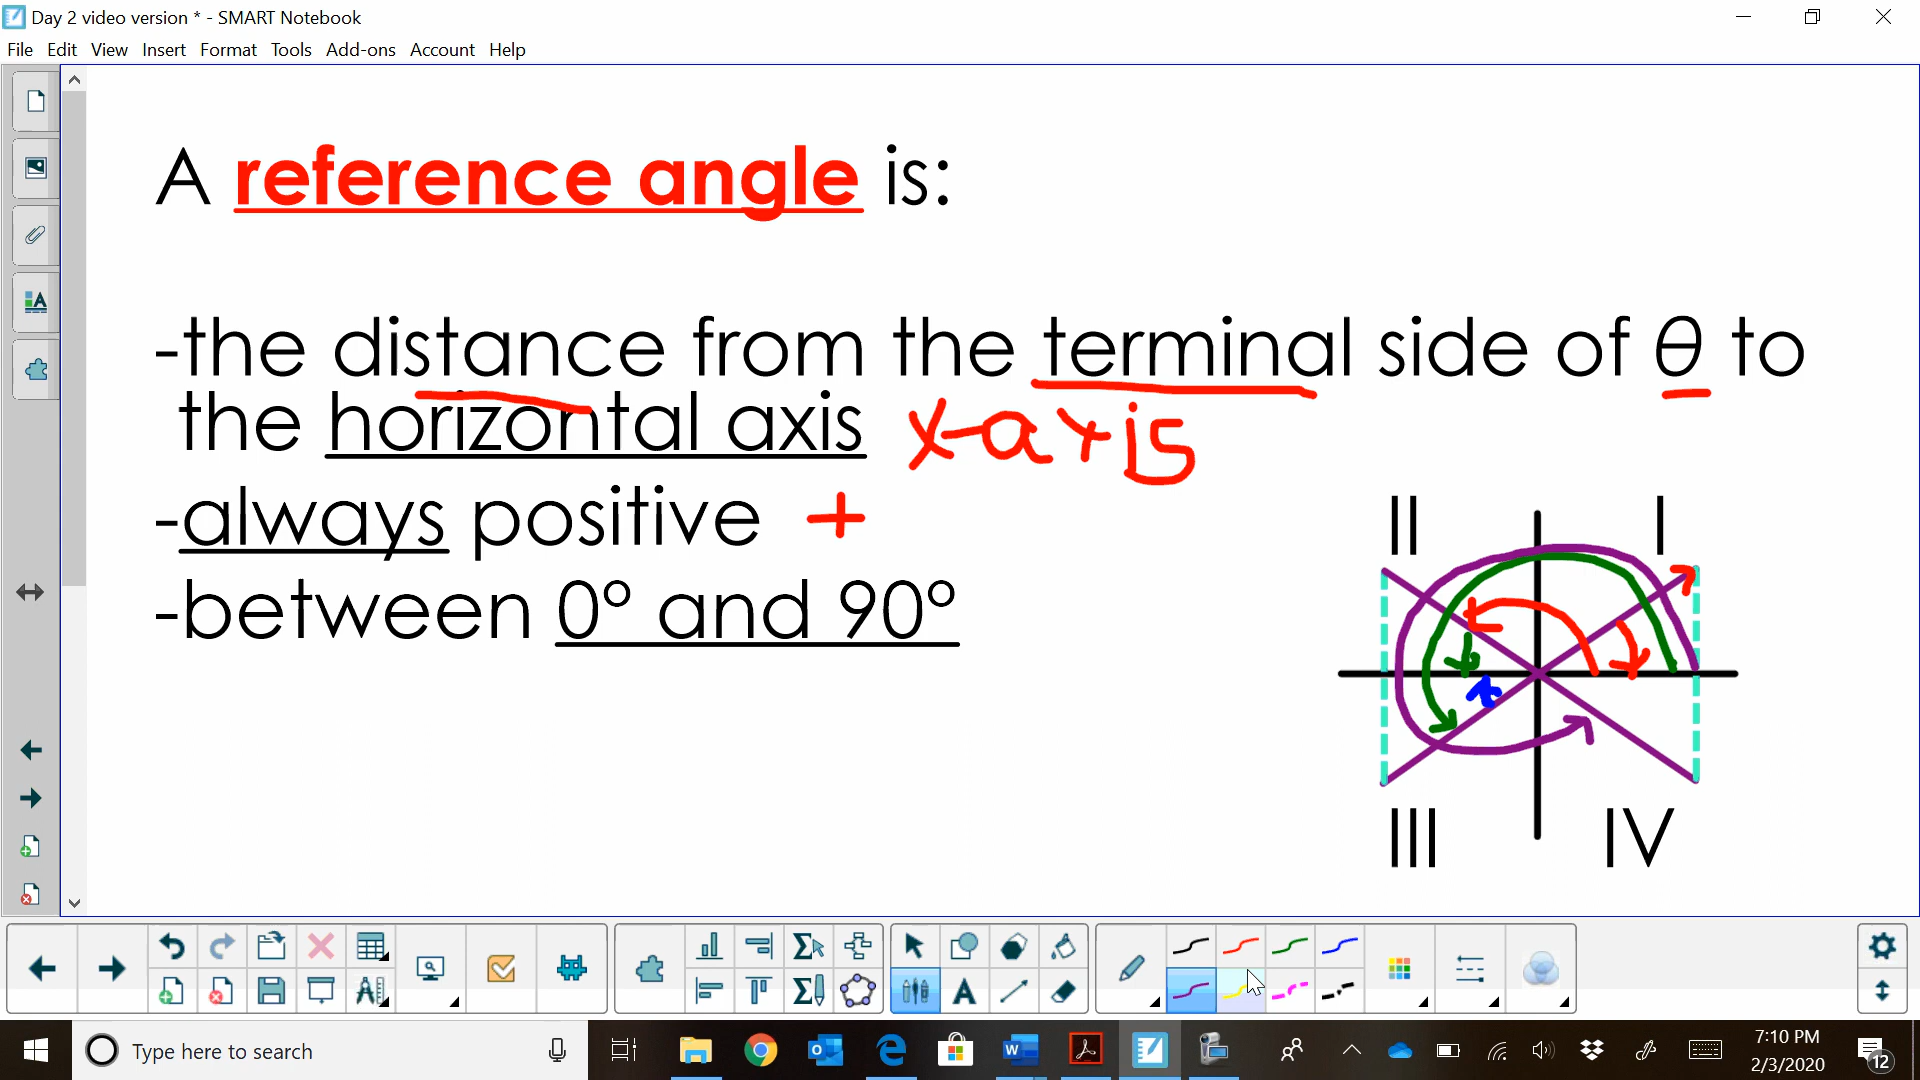 Day 2 video version * - SMART Notebook
File Edit View Insert Format Tools Add-ons Account Help
A reference angle is:
-the distance from the terminal side of θ to
the horizontal axis x-axis
-always positive +
-between 0° and 90°
II I
III IV
Type here to search
7:10 PM
2/3/2020
12